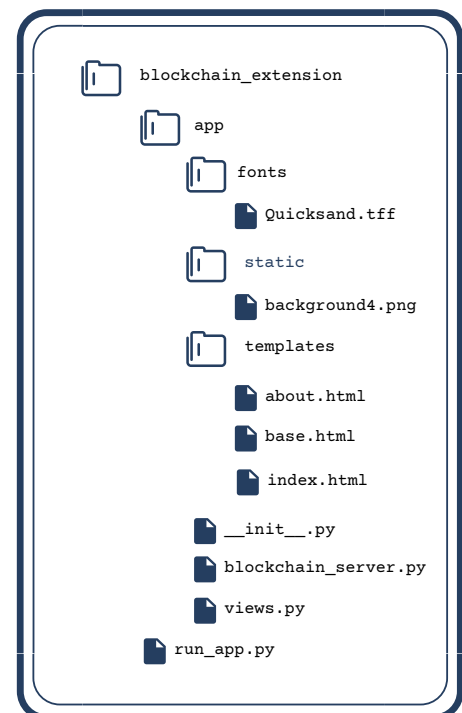 blockchain_extension
app
fonts
Quicksand.tff
static
background4.png
templates
about.html
base.html
index.html
__init__.py
blockchain_server.py
views.py
run_app.py